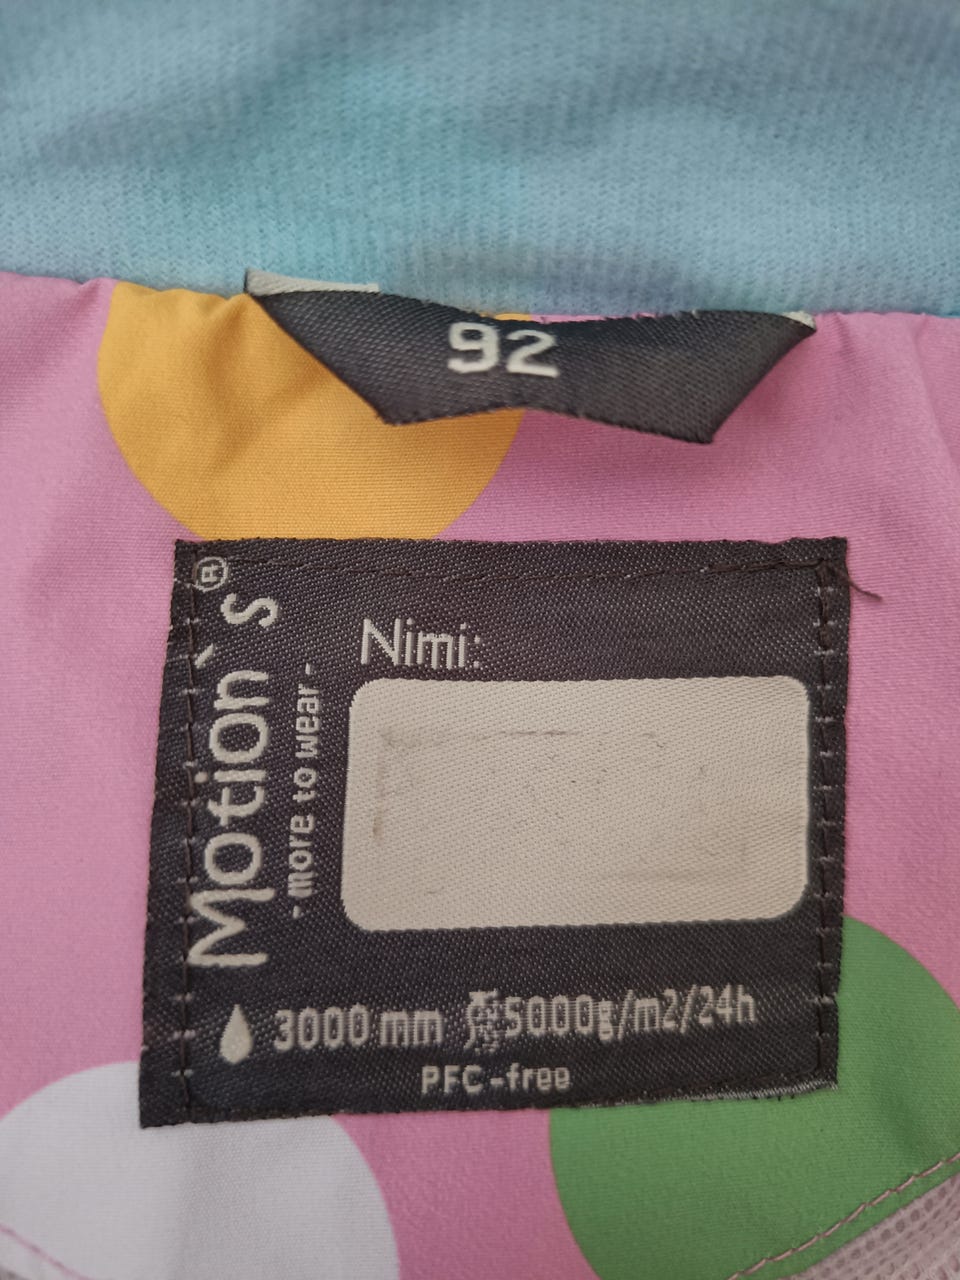 92
Motion`s®
- more to wear -
Nimi:
3000 mm 5000g/m2/24h
PFC-free